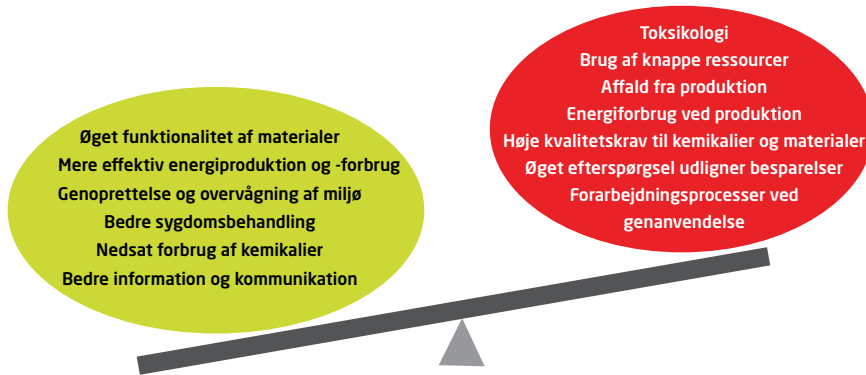 Øget funktionalitet af materialer
Mere effektiv energiproduktion og -forbrug
Genoprettelse og overvågning af miljø
Bedre sygdomsbehandling
Nedsat forbrug af kemikalier
Bedre information og kommunikation
Toksikologi
Brug af knappe ressourcer
Affald fra produktion
Energiforbrug ved produktion
Høje kvalitetskrav til kemikalier og materialer
Øget efterspørgsel udligner besparelser
Forarbejdningsprocesser ved
genanvendelse